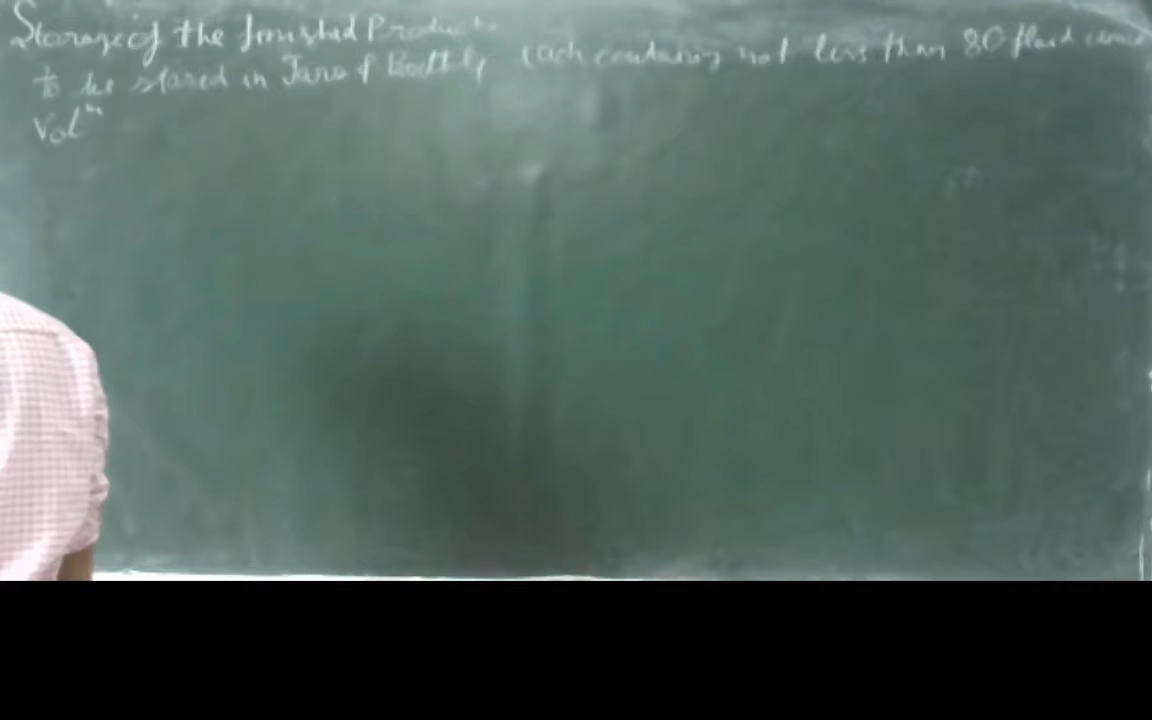 Storage of the finished Product :-
to be stored in Jars & Bottles each containing not less than 80 fluid ounce
Vol^m